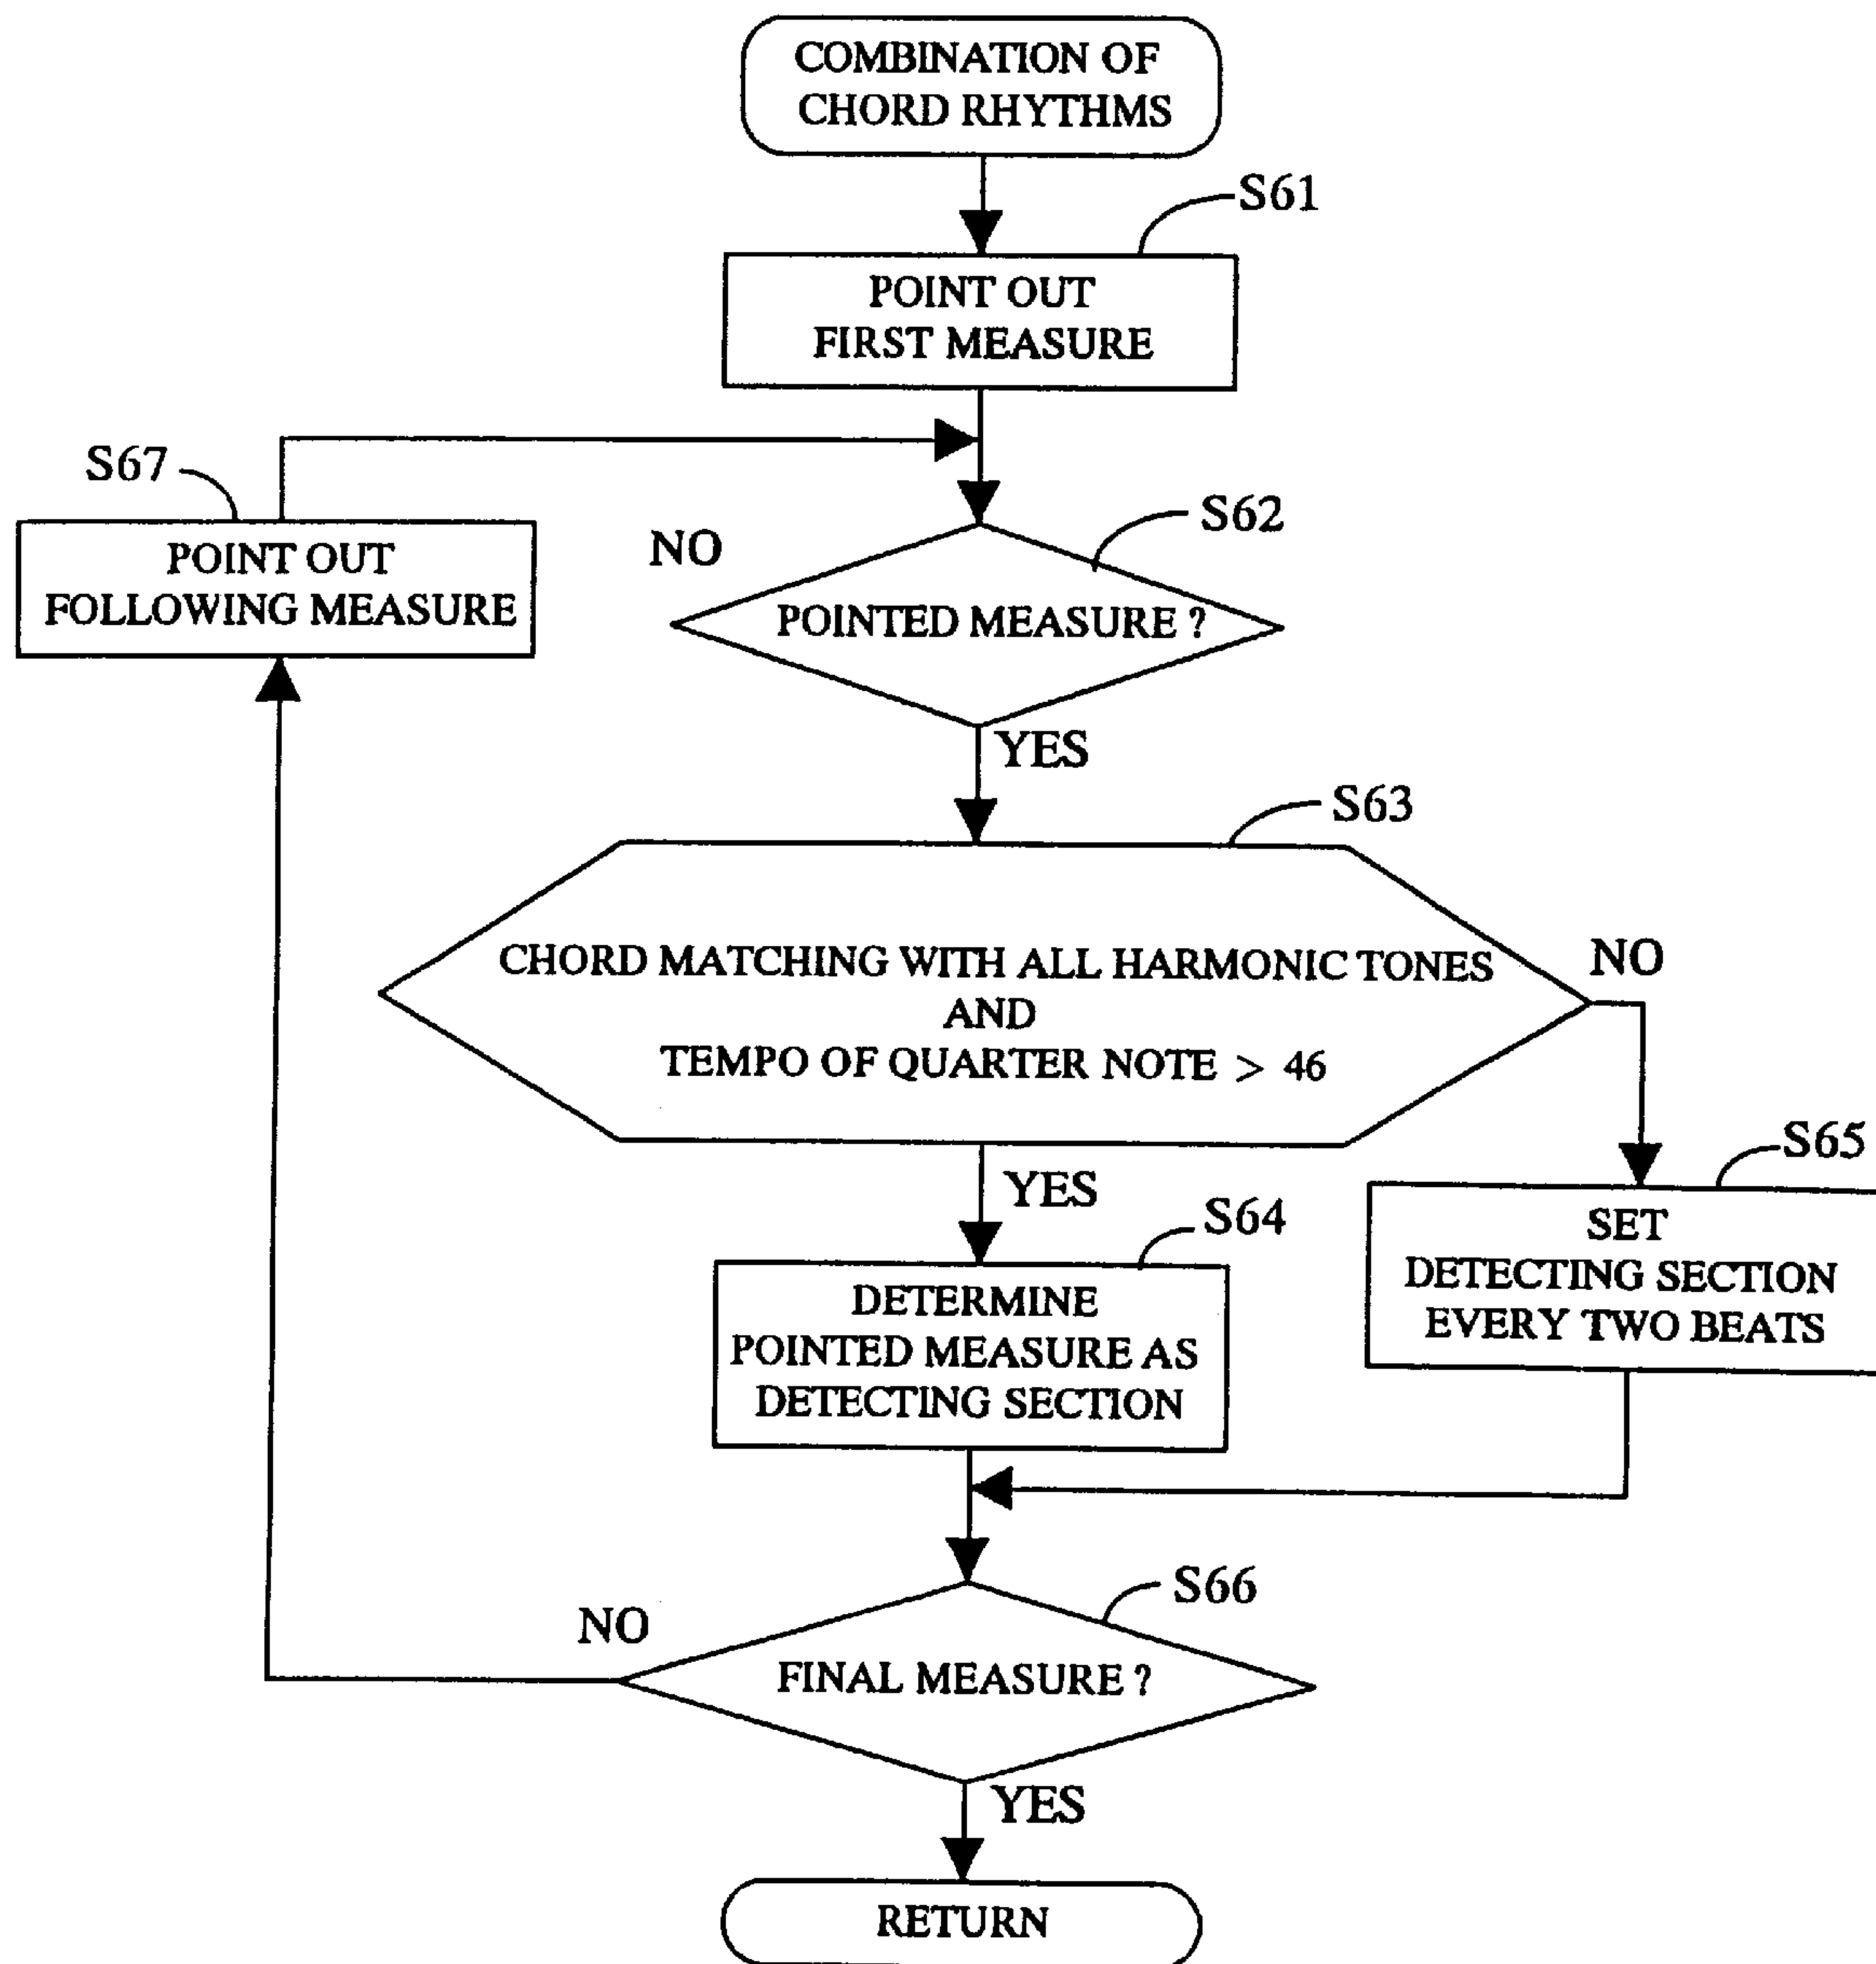 COMBINATION OF
CHORD RHYTHMS
S61
POINT OUT
FIRST MEASURE
S67
POINT OUT
FOLLOWING MEASURE
S62
NO
POINTED MEASURE ?
YES
S63
CHORD MATCHING WITH ALL HARMONIC TONES
AND
TEMPO OF QUARTER NOTE > 46
NO
YES
S65
SET
DETECTING SECTION
EVERY TWO BEATS
S64
DETERMINE
POINTED MEASURE AS
DETECTING SECTION
S66
NO
FINAL MEASURE ?
YES
RETURN